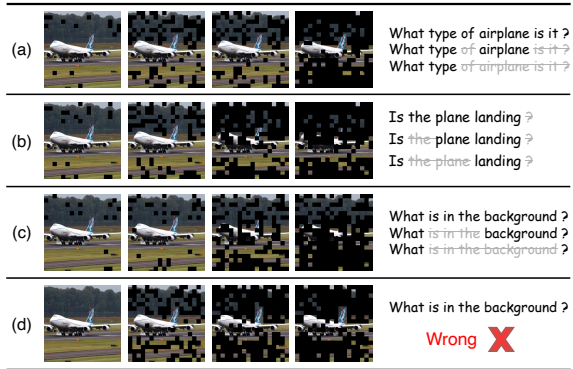 (a)
What type of airplane is it ?
What type of airplane is it ?
What type of airplane is it ?
(b)
Is the plane landing ?
Is the plane landing ?
Is the plane landing ?
(c)
What is in the background ?
What is in the background ?
What is in the background ?
(d)
What is in the background ?
Wrong X